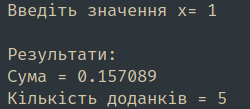 Введіть значення x= 1
Результати:
Сума = 0.157089
Кількість доданків = 5